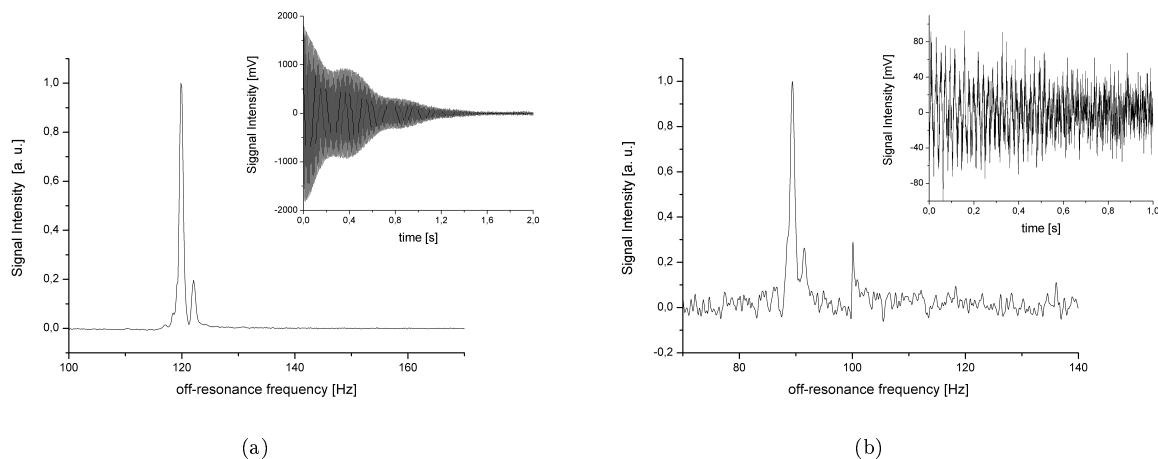 2000
1000
0
-1000
-2000
Siggnal Intensity [mV]
0,0 0,4 0,8 1,2 1,6 2,0
time [s]
1,0
0,8
0,6
0,4
0,2
0,0
Signal Intensity [a. u.]
100 120 140 160
off-resonance frequency [Hz]
(a)
80
40
0
-40
-80
Signal Intensity [mV]
0,0 0,2 0,4 0,6 0,8 1,0
time [s]
1,0
0,8
0,6
0,4
0,2
0,0
-0,2
Signal Intensity [a. u.]
80 100 120 140
off-resonance frequency [Hz]
(b)